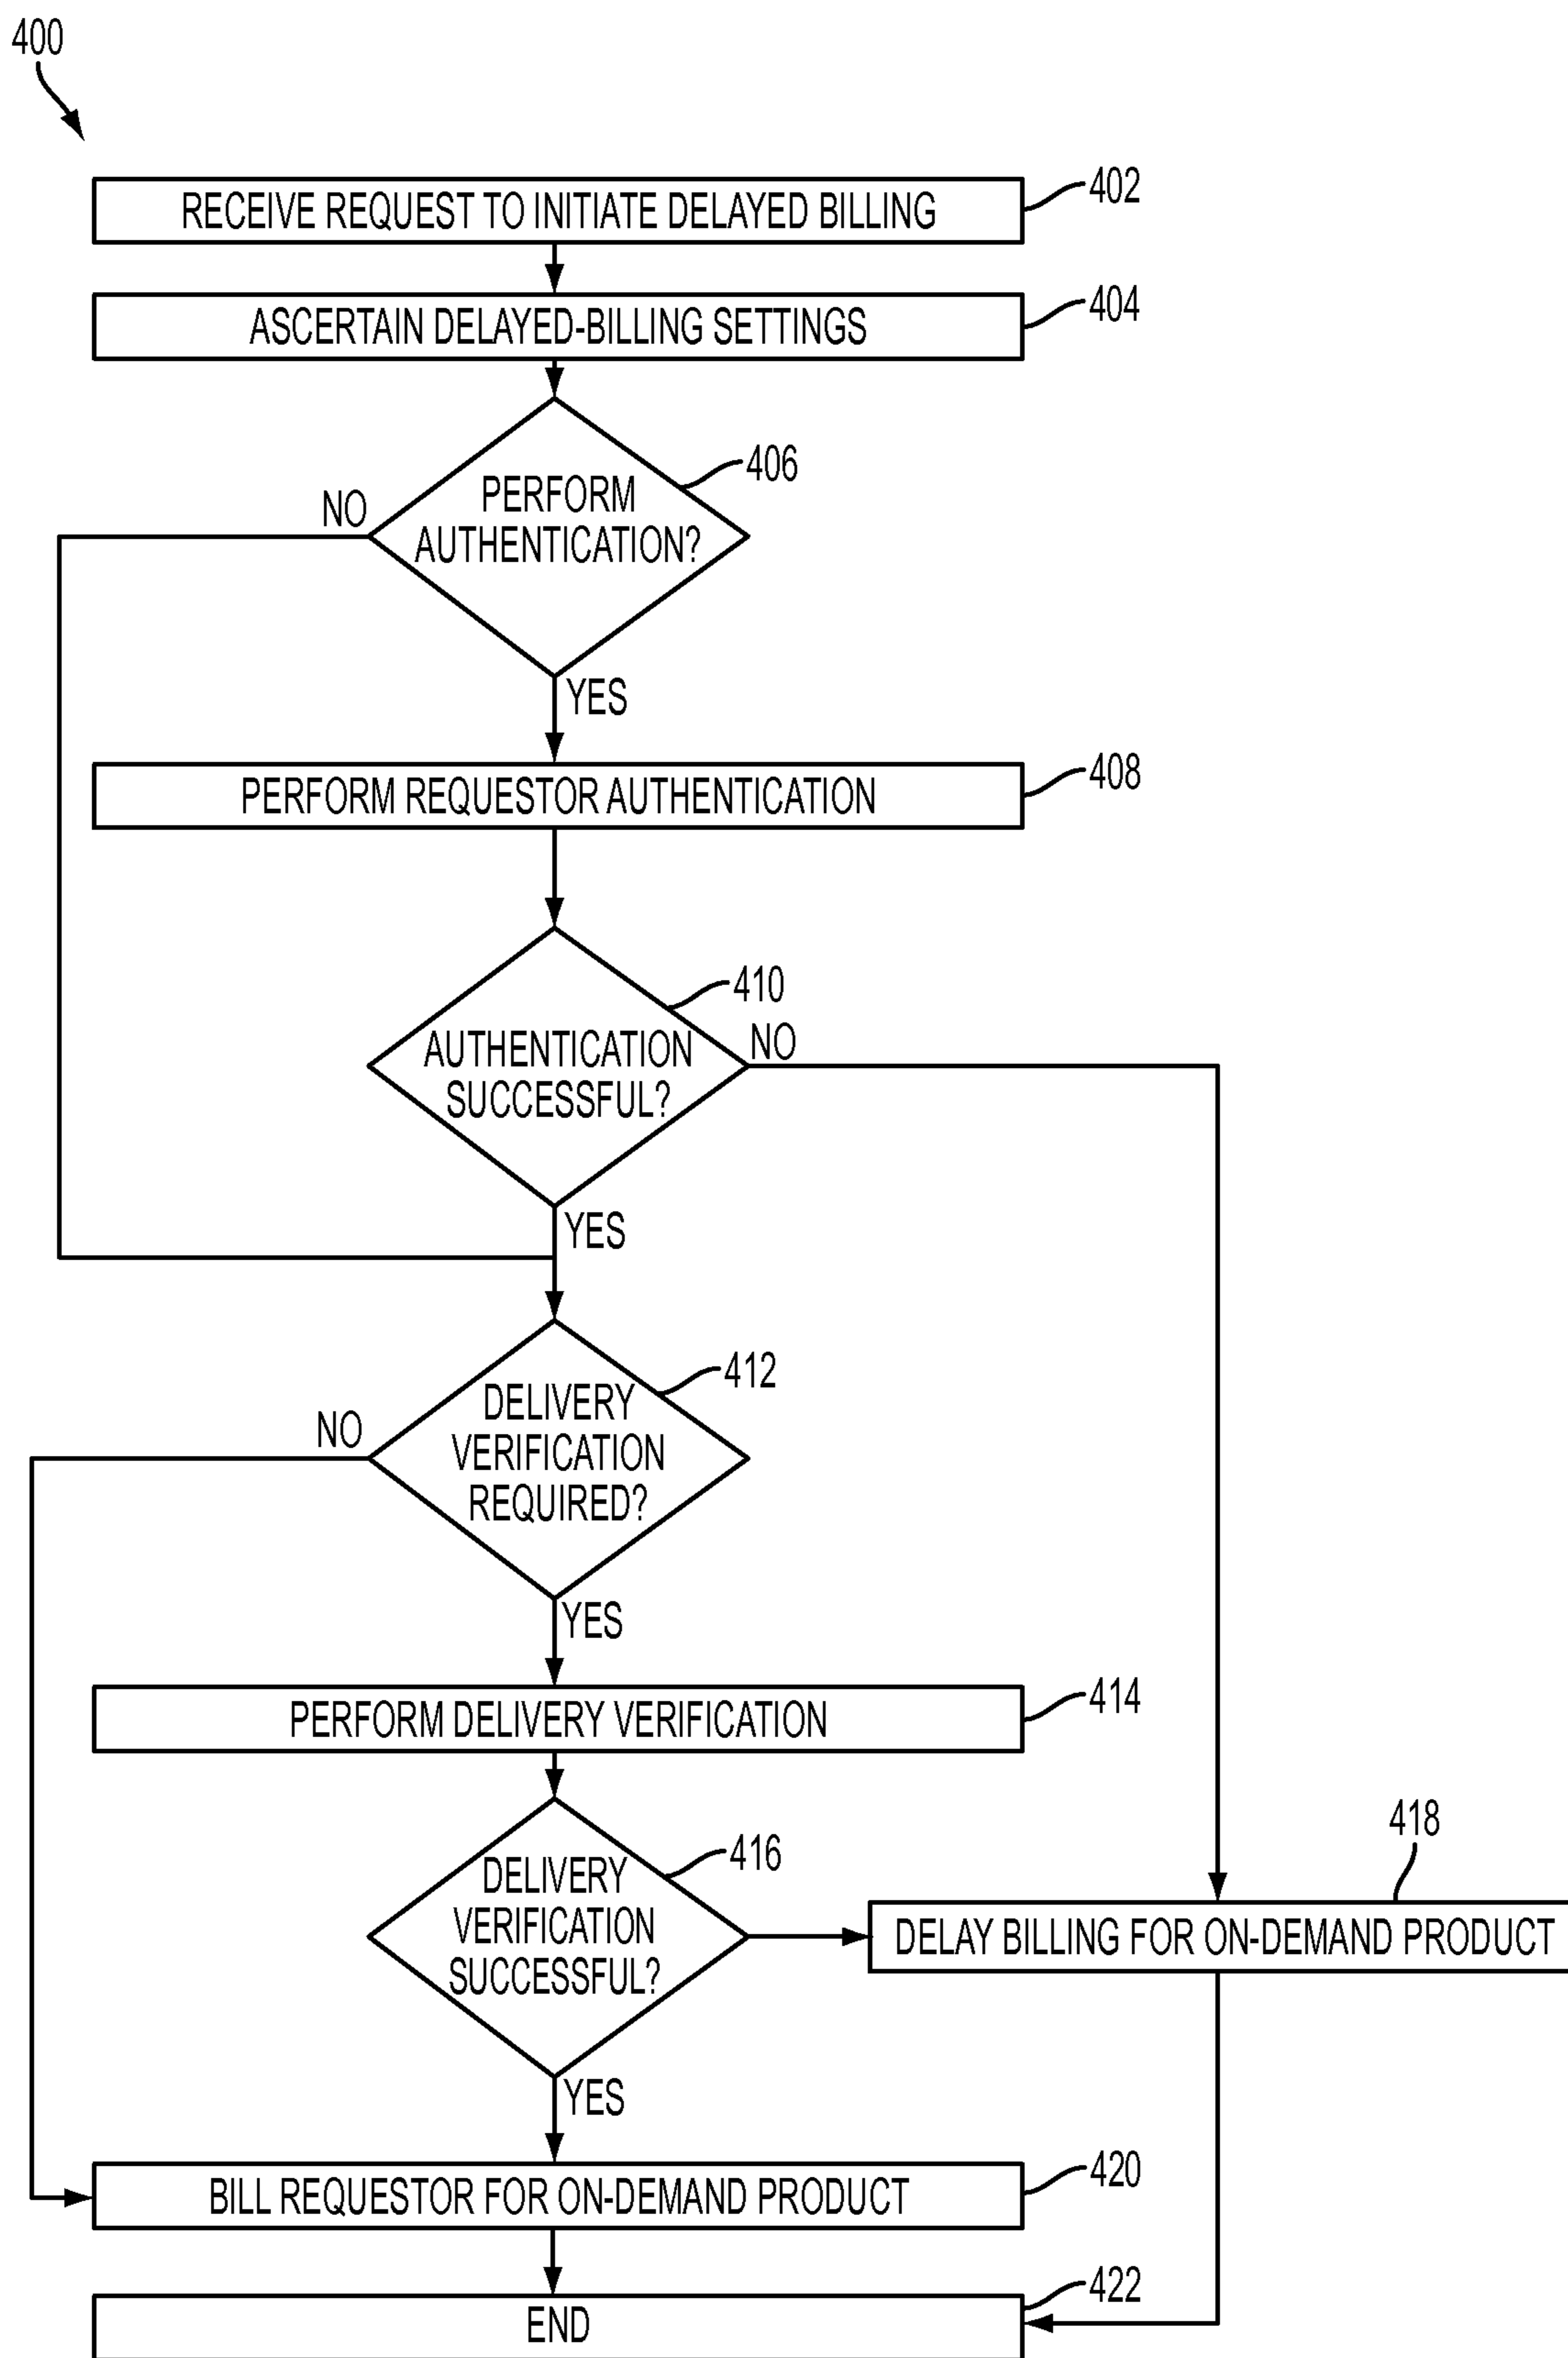 400
RECEIVE REQUEST TO INITIATE DELAYED BILLING
402
ASCERTAIN DELAYED-BILLING SETTINGS
404
406
PERFORM
AUTHENTICATION?
NO
YES
PERFORM REQUESTOR AUTHENTICATION
408
410
AUTHENTICATION
SUCCESSFUL?
NO
YES
412
DELIVERY
VERIFICATION
REQUIRED?
NO
YES
PERFORM DELIVERY VERIFICATION
414
416
DELIVERY
VERIFICATION
SUCCESSFUL?
418
DELAY BILLING FOR ON-DEMAND PRODUCT
YES
BILL REQUESTOR FOR ON-DEMAND PRODUCT
420
END
422